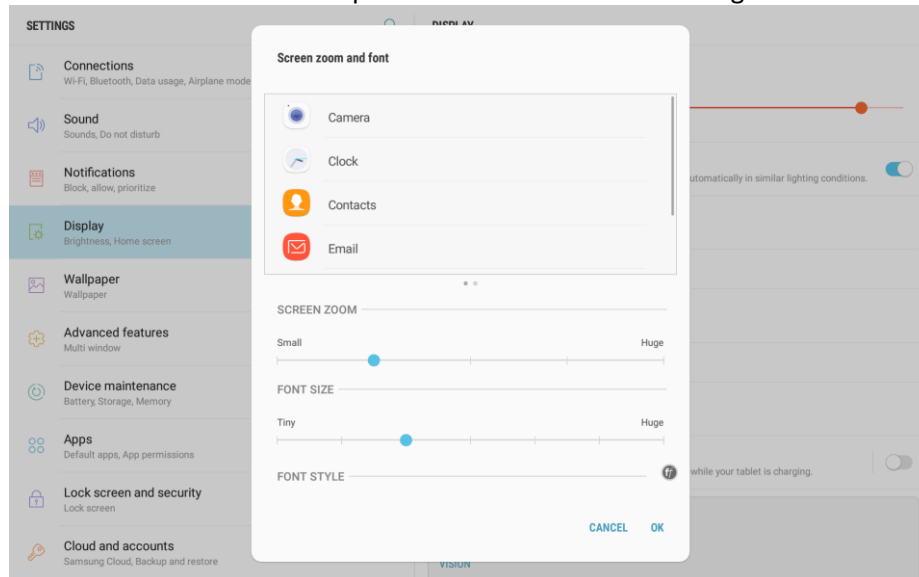 SETTINGS
DISPLAY
Connections
Wi-Fi, Bluetooth, Data usage, Airplane mode
Sound
Sounds, Do not disturb
Notifications
Block, allow, prioritize
Display
Brightness, Home screen
Wallpaper
Wallpaper
Advanced features
Multi window
Device maintenance
Battery, Storage, Memory
Apps
Default apps, App permissions
Lock screen and security
Lock screen
Cloud and accounts
Samsung Cloud, Backup and restore
Screen zoom and font
Camera
Clock
Contacts
Email
SCREEN ZOOM
Small Huge
FONT SIZE
Tiny Huge
FONT STYLE
CANCEL OK
utomatically in similar lighting conditions.
while your tablet is charging.
VISION